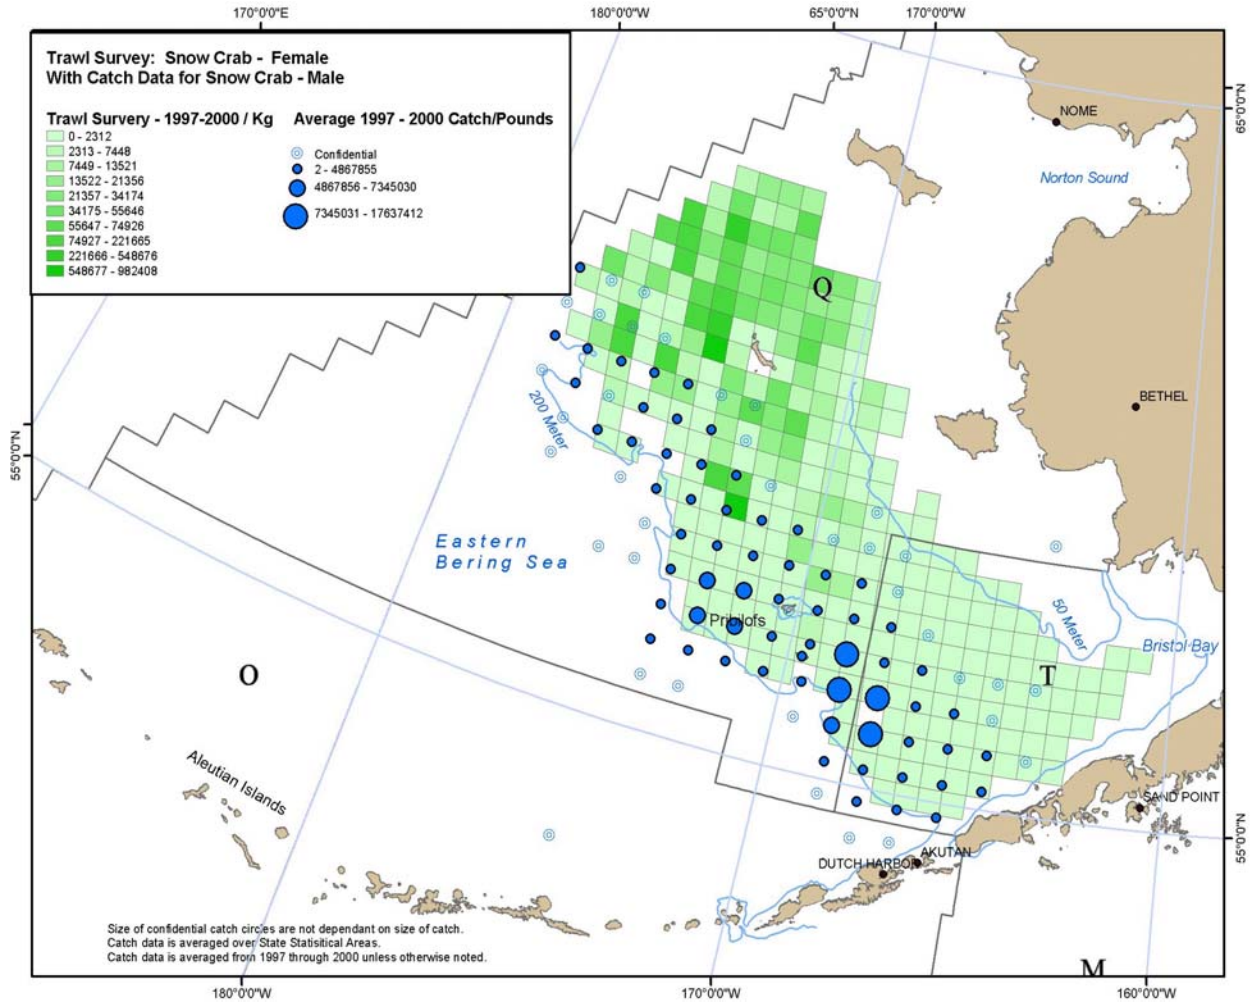 170°0'0"W
180°0'0"W
65°0'0"N
170°0'0"W
Trawl Survey: Snow Crab - Female
With Catch Data for Snow Crab - Male
Trawl Survery - 1997-2000 / Kg
0 - 2312
2313 - 7448
7449 - 13521
13522 - 21356
21357 - 34174
34175 - 55646
55647 - 74926
74927 - 221665
221666 - 548676
548677 - 982408
Average 1997 - 2000 Catch/Pounds
Confidential
2 - 4867855
4867856 - 7345030
7345031 - 17637412
65°0'0"N
NOME
Norton Sound
Q
BETHEL
200 Meter
55°0'0"N
Eastern
Bering Sea
Pribilofs
50 Meter
Bristol Bay
O
T
Aleutian Islands
SAND POINT
55°0'0"N
AKUTAN
DUTCH HARBOR
Size of confidential catch circles are not dependant on size of catch.
Catch data is averaged over State Statisitical Areas.
Catch data is averaged from 1997 through 2000 unless otherwise noted.
M
180°0'0"W
170°0'0"W
160°0'0"W